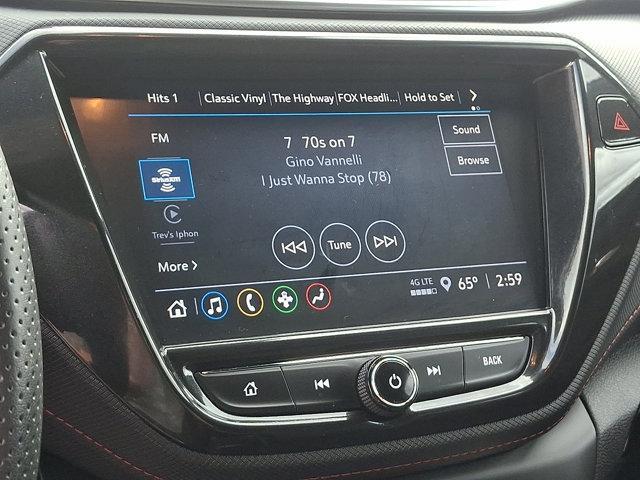 Hits 1 Classic Vinyl The Highway FOX Headli... Hold to Set
FM
7 70s on 7
Sound
Gino Vannelli
Browse
I Just Wanna Stop (78)
SiriusXM
Trev's Iphon
Tune
More
4G LTE
65° 2:59
BACK